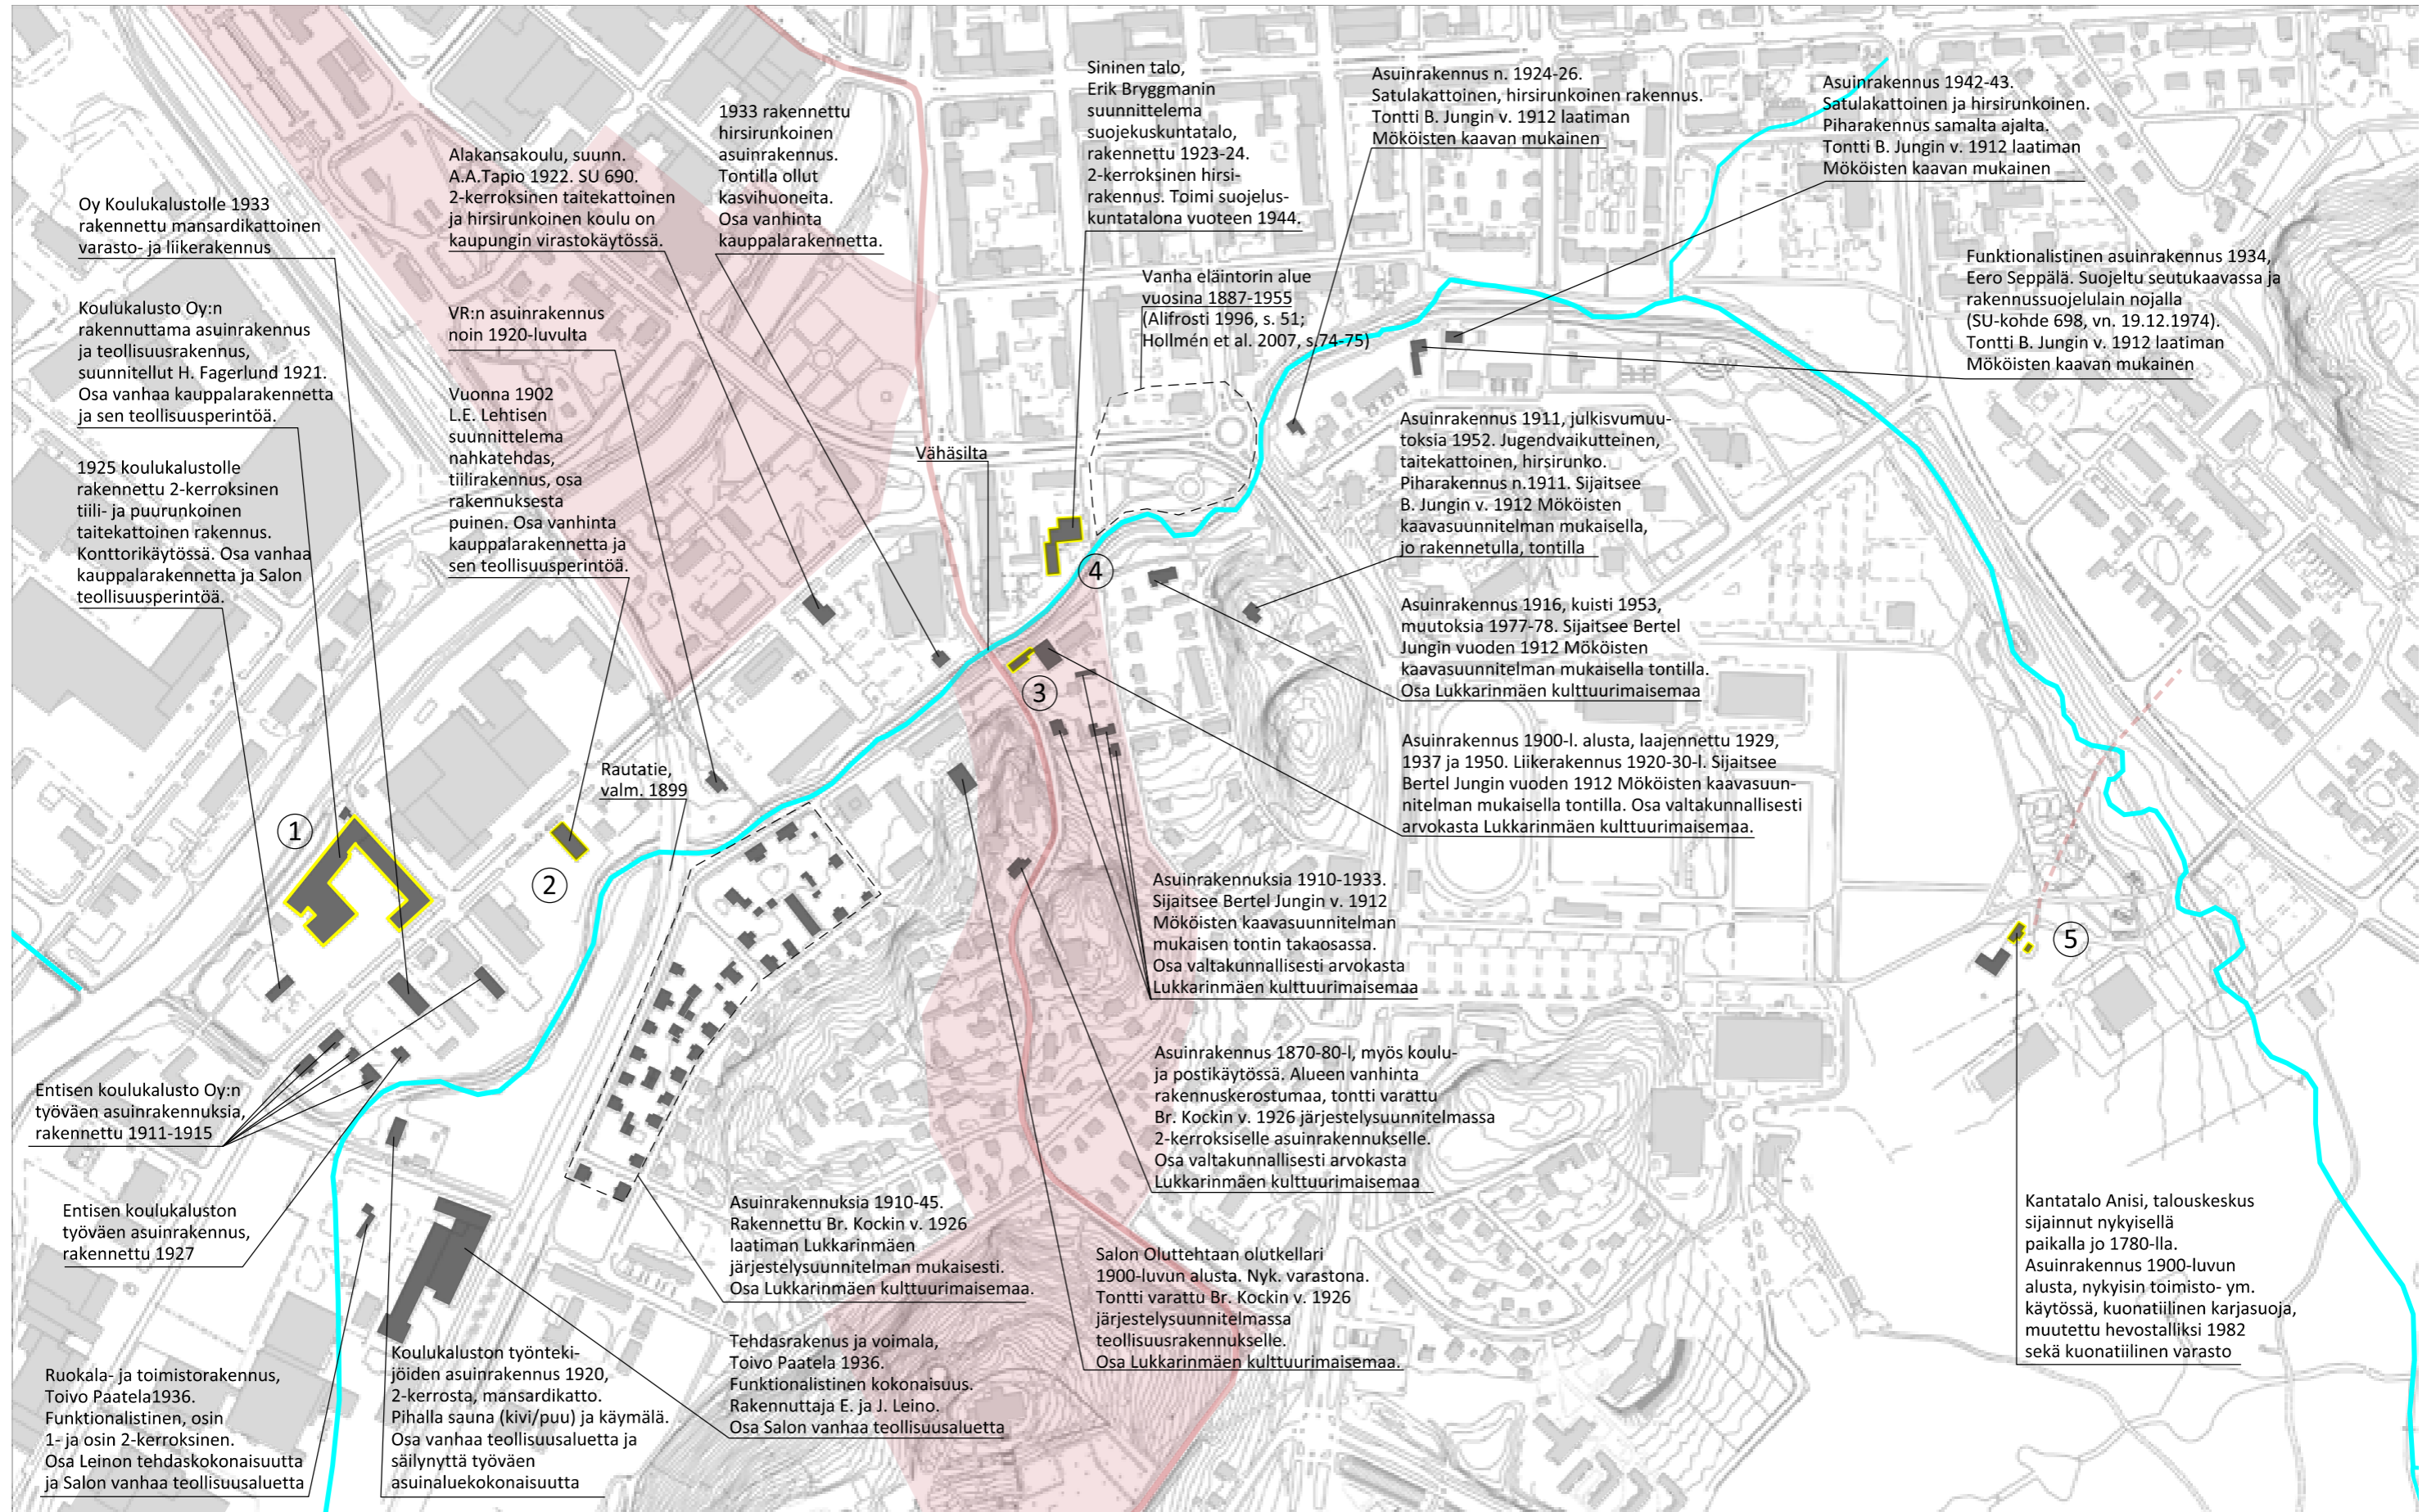 Oy Koulukalustolle 1933
rakennettu mansardikattoinen
varasto- ja liikerakennus
Koulukalusto Oy:n
rakennuttama asuinrakennus
ja teollisuusrakennus,
suunnitellut H. Fagerlund 1921.
Osa vanhaa kauppalarakennetta
ja sen teollisuusperintöä.
1925 koulukalustolle
rakennettu 2-kerroksinen
tiili- ja puurunkoinen
taitekattoinen rakennus.
Konttorikäytössä. Osa vanhaa
kauppalarakennetta ja Salon
teollisuusperintöä.
Alakansakoulu, suunn.
A.A.Tapio 1922. SU 690.
2-kerroksinen taitekattoinen
ja hirsirunkoinen koulu on
kaupungin virastokäytössä.
VR:n asuinrakennus
noin 1920-luvulta
Vuonna 1902
L.E. Lehtisen
suunnittelema
nahkatehdas,
tiilirakennus, osa
rakennuksesta
puinen. Osa vanhinta
kauppalarakennetta ja
sen teollisuusperintöä.
1933 rakennettu
hirsirunkoinen
asuinrakennus.
Tontilla ollut
kasvihuoneita.
Osa vanhinta
kauppalarakennetta.
Sininen talo,
Erik Bryggmanin
suunnittelema
suojekuskuntatalo,
rakennettu 1923-24.
2-kerroksinen hirsi-
rakennus. Toimi suojelus-
kuntatalona vuoteen 1944.
Vanha eläintorin alue
vuosina 1887-1955
(Alifrosti 1996, s. 51;
Hollmén et al. 2007, s.74-75)
Asuinrakennus n. 1924-26.
Satulakattoinen, hirsirunkoinen rakennus.
Tontti B. Jungin v. 1912 laatiman
Mököisten kaavan mukainen
Asuinrakennus 1942-43.
Satulakattoinen ja hirsirunkoinen.
Piharakennus samalta ajalta.
Tontti B. Jungin v. 1912 laatiman
Mököisten kaavan mukainen
Funktionalistinen asuinrakennus 1934,
Eero Seppälä. Suojeltu seutukaavassa ja
rakennussuojelulain nojalla
(SU-kohde 698, vn. 19.12.1974).
Tontti B. Jungin v. 1912 laatiman
Mököisten kaavan mukainen
Vähäsilta
Asuinrakennus 1911, julkisvumuu-
toksia 1952. Jugendvaikutteinen,
taitekattoinen, hirsirunko.
Piharakennus n.1911. Sijaitsee
B. Jungin v. 1912 Mököisten
kaavasuunnitelman mukaisella,
jo rakennetulla, tontilla
4
Asuinrakennus 1916, kuisti 1953,
muutoksia 1977-78. Sijaitsee Bertel
Jungin vuoden 1912 Mököisten
kaavasuunnitelman mukaisella tontilla.
Osa Lukkarinmäen kulttuurimaisemaa
3
Asuinrakennus 1900-l. alusta, laajennettu 1929,
1937 ja 1950. Liikerakennus 1920-30-l. Sijaitsee
Bertel Jungin vuoden 1912 Mököisten kaavasuun-
nitelman mukaisella tontilla. Osa valtakunnallisesti
arvokasta Lukkarinmäen kulttuurimaisemaa.
Rautatie,
valm. 1899
1
2
5
Asuinrakennuksia 1910-1933.
Sijaitsee Bertel Jungin v. 1912
Mököisten kaavasuunnitelman
mukaisen tontin takaosassa.
Osa valtakunnallisesti arvokasta
Lukkarinmäen kulttuurimaisemaa
Asuinrakennus 1870-80-l, myös koulu-
ja postikäytössä. Alueen vanhinta
rakennuskerostumaa, tontti varattu
Br. Kockin v. 1926 järjestelysuunnitelmassa
2-kerroksiselle asuinrakennukselle.
Osa valtakunnallisesti arvokasta
Lukkarinmäen kulttuurimaisemaa
Entisen koulukalusto Oy:n
työväen asuinrakennuksia,
rakennettu 1911-1915
Entisen koulukaluston
työväen asuinrakennus,
rakennettu 1927
Asuinrakennuksia 1910-45.
Rakennettu Br. Kockin v. 1926
laatiman Lukkarinmäen
järjestelysuunnitelman mukaisesti.
Osa Lukkarinmäen kulttuurimaisemaa.
Salon Oluttehtaan olutkellari
1900-luvun alusta. Nyk. varastona.
Tontti varattu Br. Kockin v. 1926
järjestelysuunnitelmassa
teollisuusrakennukselle.
Osa Lukkarinmäen kulttuurimaisemaa.
Kantatalo Anisi, talouskeskus
sijainnut nykyisellä
paikalla jo 1780-lla.
Asuinrakennus 1900-luvun
alusta, nykyisin toimisto- ym.
käytössä, kuonatiilinen karjasuoja,
muutettu hevostalliksi 1982
sekä kuonatiilinen varasto
Ruokala- ja toimistorakennus,
Toivo Paatela1936.
Funktionalistinen, osin
1- ja osin 2-kerroksinen.
Osa Leinon tehdaskokonaisuutta
ja Salon vanhaa teollisuusaluetta
Koulukaluston työnteki-
jöiden asuinrakennus 1920,
2-kerrosta, mansardikatto.
Pihalla sauna (kivi/puu) ja käymälä.
Osa vanhaa teollisuusaluetta ja
säilynyttä työväen
asuinaluekokonaisuutta
Tehdasrakenus ja voimala,
Toivo Paatela 1936.
Funktionalistinen kokonaisuus.
Rakennuttaja E. ja J. Leino.
Osa Salon vanhaa teollisuusaluetta